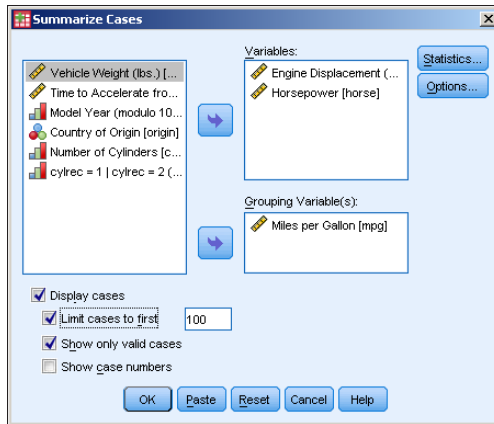 Summarize Cases
Variables:
Vehicle Weight (lbs.) [...
Time to Accelerate fro...
Model Year (modulo 10...
Country of Origin [origin]
Number of Cylinders [c...
cylrec = 1 | cylrec = 2 (...
Engine Displacement (...
Horsepower [horse]
Statistics...
Options...
Grouping Variable(s):
Miles per Gallon [mpg]
Display cases
Limit cases to first 100
Show only valid cases
Show case numbers
OK Paste Reset Cancel Help